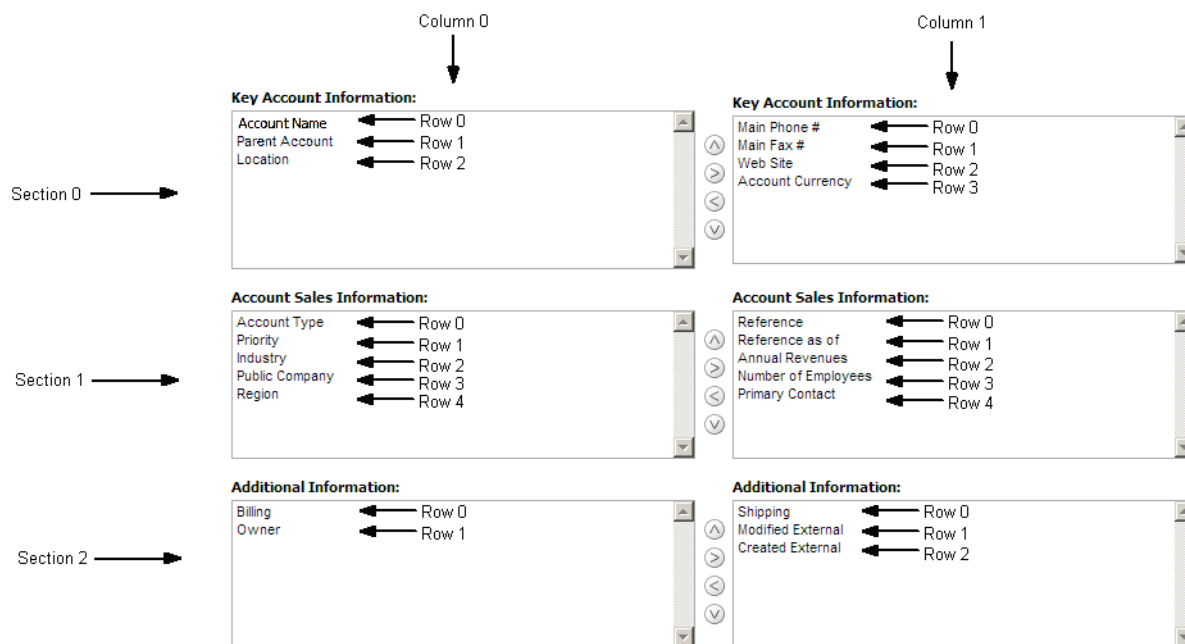 Column 0
Column 1
Key Account Information:
Account Name Row 0
Parent Account Row 1
Location Row 2
Key Account Information:
Main Phone # Row 0
Main Fax # Row 1
Web Site Row 2
Account Currency Row 3
Section 0
Account Sales Information:
Account Type Row 0
Priority Row 1
Industry Row 2
Public Company Row 3
Region Row 4
Account Sales Information:
Reference Row 0
Reference as of Row 1
Annual Revenues Row 2
Number of Employees Row 3
Primary Contact Row 4
Section 1
Additional Information:
Billing Row 0
Owner Row 1
Additional Information:
Shipping Row 0
Modified External Row 1
Created External Row 2
Section 2